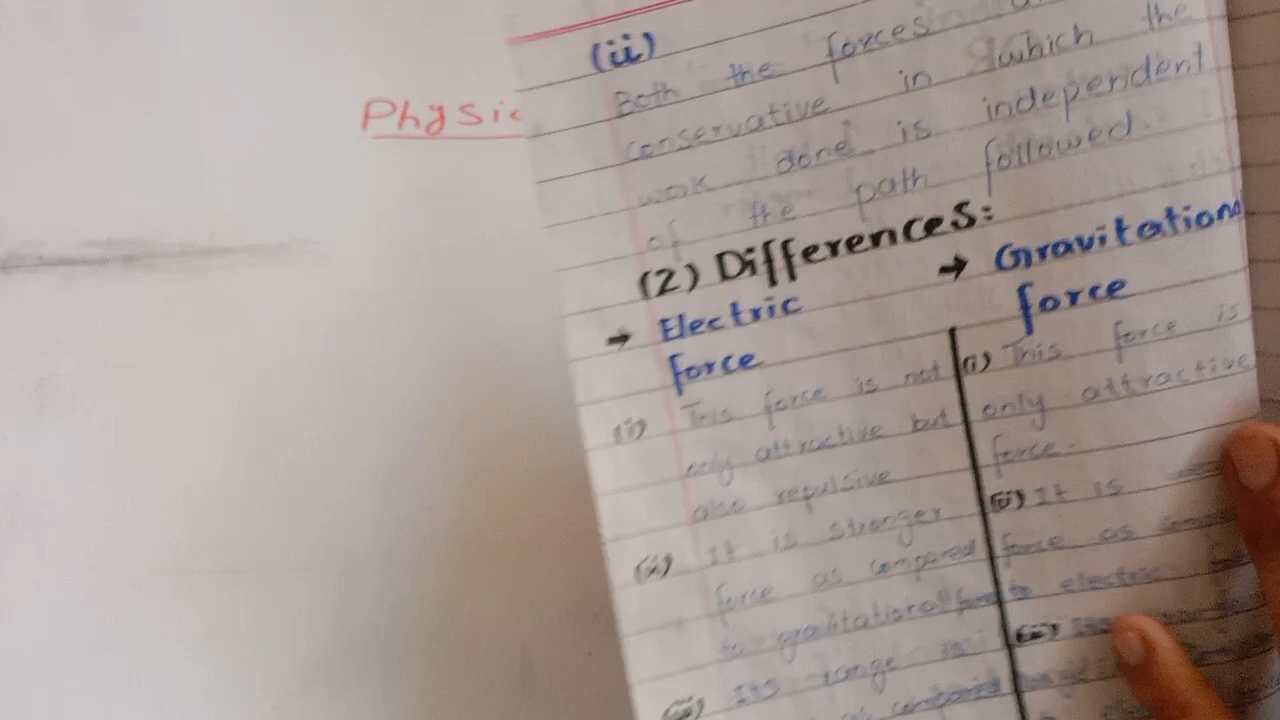 Physic
(ii)
Both the forces
conservative in which the
work done is independent
of the path followed.
(2) Differences:
→ Electric
force
→ Gravitational
force
(i) This force is not
only attractive but
also repulsive
(ii) It is stronger
force as compared
to gravitational
(iii) Its range is
as compared
(i) This force is
only attractive
force.
(ii) It is
force as
to electric
(iii)